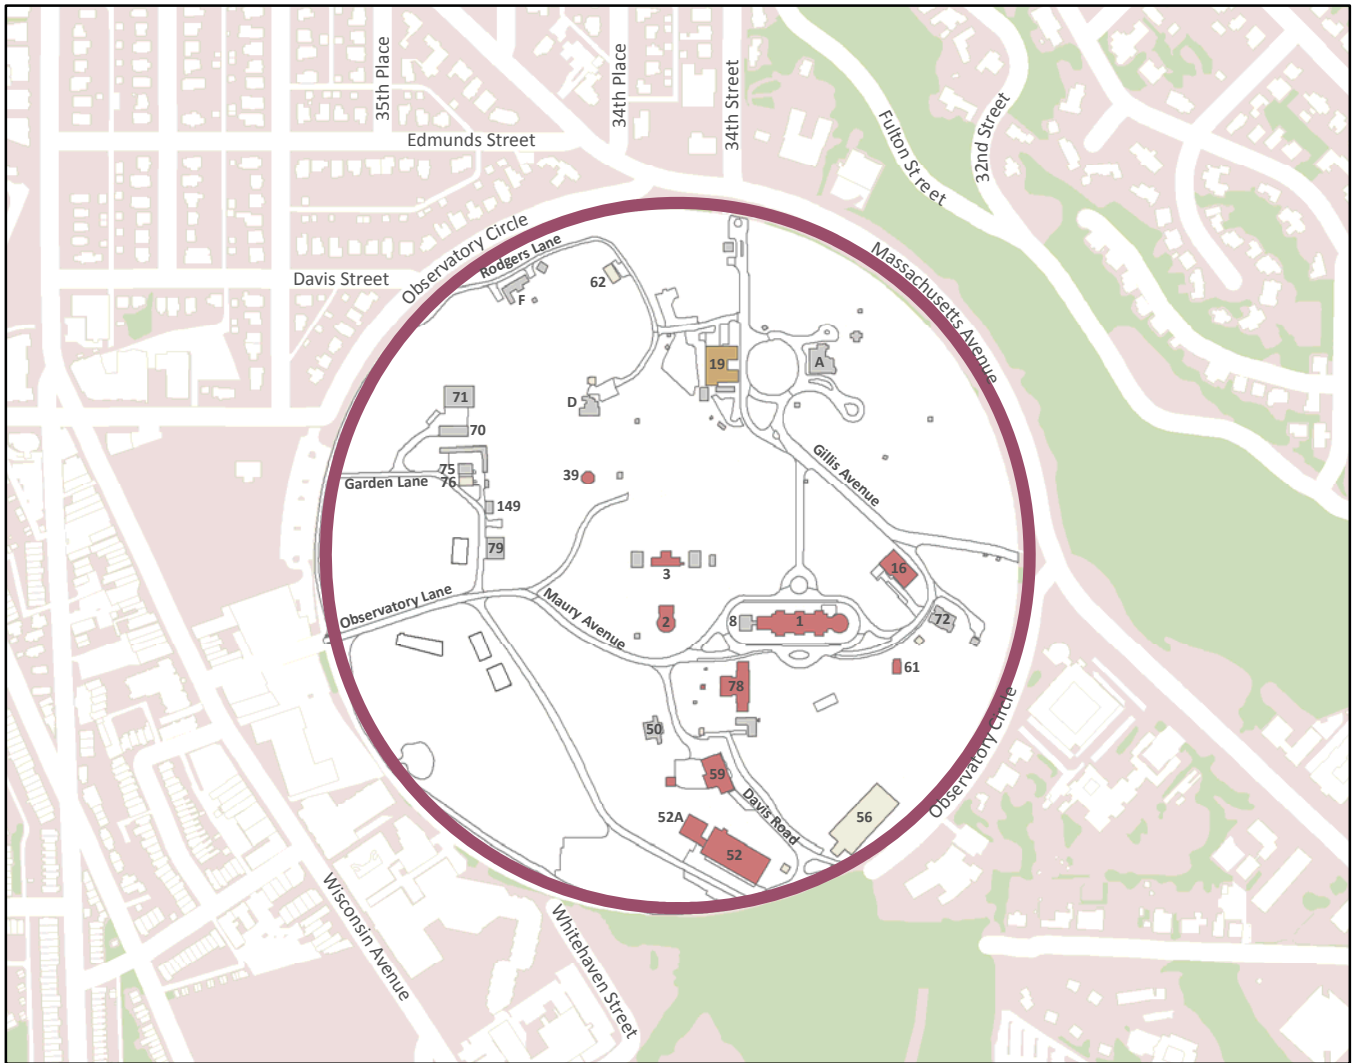 35th Place
34th Place
34th Street
Edmunds Street
Fulton Street
32nd Street
Observatory Circle
Rodgers Lane
Massachusetts Avenue
Davis Street
62
F
19
A
71
D
70
Gillis Avenue
75
39
Garden Lane
76
149
79
3
16
Observatory Lane
Maury Avenue
2
8
1
72
61
78
50
Observatory Circle
59
Davis Road
52A
56
52
Wisconsin Avenue
Whitehaven Street